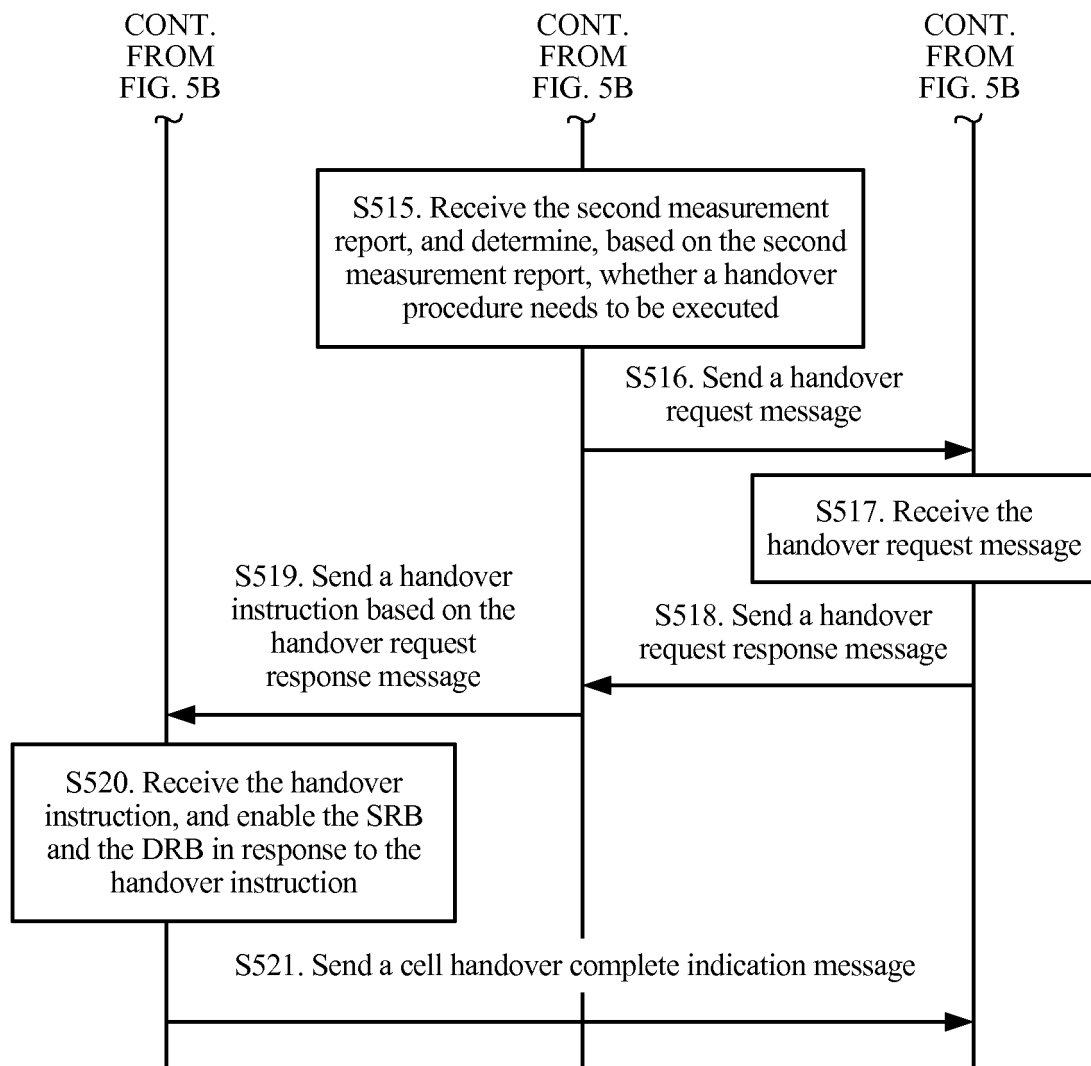 CONT.
FROM
FIG. 5B
CONT.
FROM
FIG. 5B
CONT.
FROM
FIG. 5B
S515. Receive the second measurement
report, and determine, based on the second
measurement report, whether a handover
procedure needs to be executed
S516. Send a handover
request message
S517. Receive the
handover request message
S519. Send a handover
instruction based on the
handover request
response message
S518. Send a handover
request response message
S520. Receive the handover
instruction, and enable the SRB
and the DRB in response to the
handover instruction
S521. Send a cell handover complete indication message